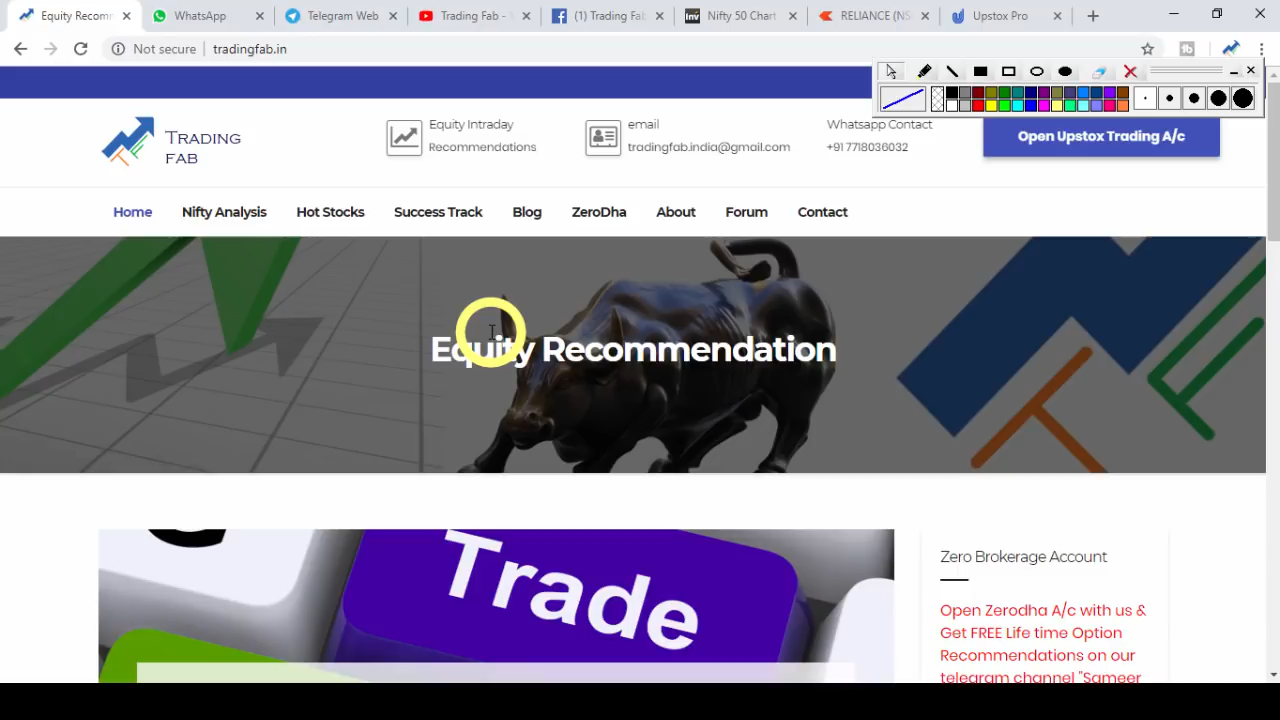 Equity Recomm
WhatsApp
Telegram Web
Trading Fab -
(1) Trading Fab
Nifty 50 Chart
RELIANCE (NS
Upstox Pro
Not secure
tradingfab.in
TRADING
FAB
Equity Intraday
Recommendations
email
tradingfab.india@gmail.com
Whatsapp Contact
+91 7718036032
Open Upstox Trading A/c
Home
Nifty Analysis
Hot Stocks
Success Track
Blog
ZeroDha
About
Forum
Contact
Equity Recommendation
Trade
Zero Brokerage Account
Open Zerodha A/c with us &
Get FREE Life time Option
Recommendations on our
telegram channel "Sameer